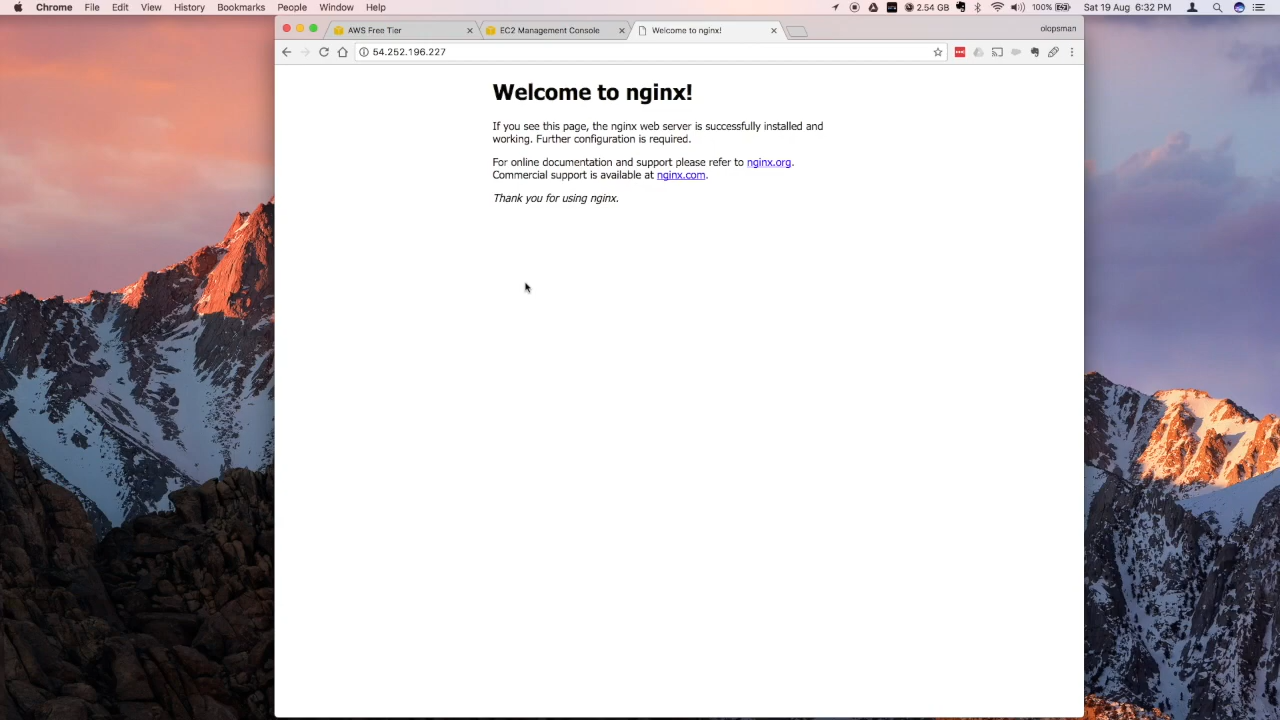 Chrome File Edit View History Bookmarks People Window Help 2.54 GB 100% Sat 19 Aug 6:32 PM
AWS Free Tier EC2 Management Console Welcome to nginx! olopsman
54.252.196.227
Welcome to nginx!
If you see this page, the nginx web server is successfully installed and
working. Further configuration is required.
For online documentation and support please refer to nginx.org.
Commercial support is available at nginx.com.
Thank you for using nginx.